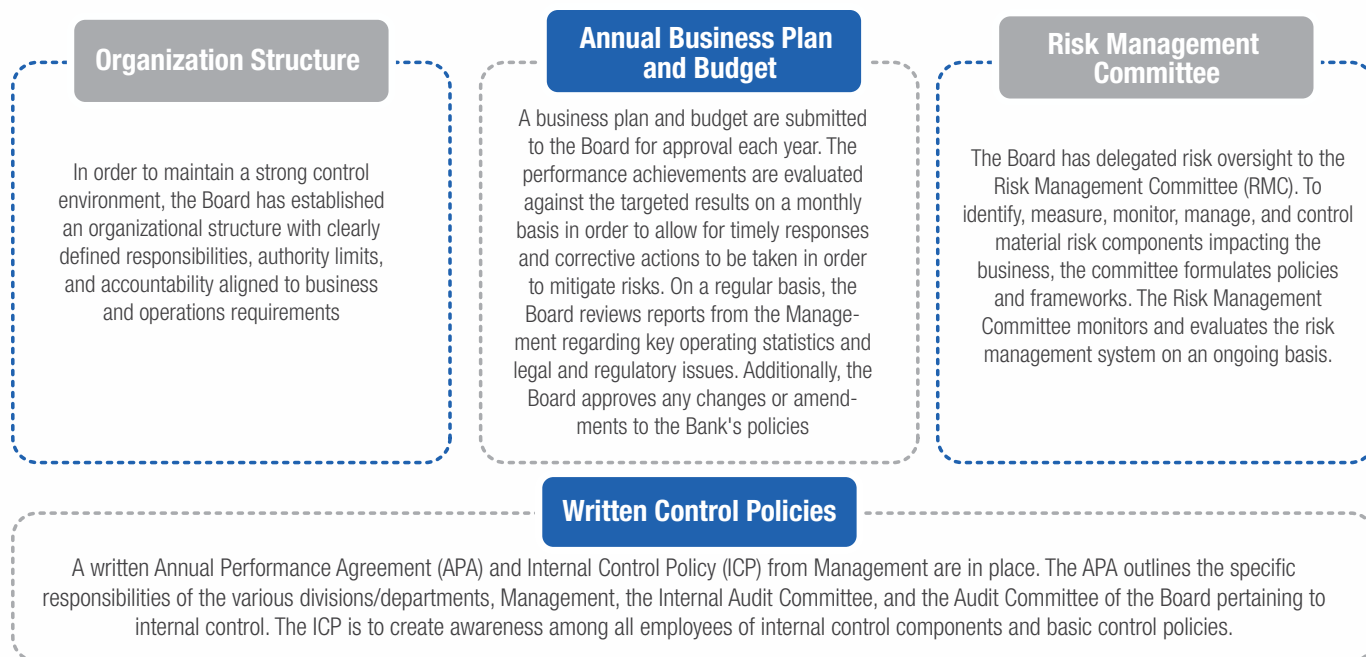 Organization Structure
In order to maintain a strong control
environment, the Board has established
an organizational structure with clearly
defined responsibilities, authority limits,
and accountability aligned to business
and operations requirements
Annual Business Plan
and Budget
A business plan and budget are submitted
to the Board for approval each year. The
performance achievements are evaluated
against the targeted results on a monthly
basis in order to allow for timely responses
and corrective actions to be taken in order
to mitigate risks. On a regular basis, the
Board reviews reports from the Manage-
ment regarding key operating statistics and
legal and regulatory issues. Additionally, the
Board approves any changes or amend-
ments to the Bank's policies
Risk Management
Committee
The Board has delegated risk oversight to the
Risk Management Committee (RMC). To
identify, measure, monitor, manage, and control
material risk components impacting the
business, the committee formulates policies
and frameworks. The Risk Management
Committee monitors and evaluates the risk
management system on an ongoing basis.
Written Control Policies
A written Annual Performance Agreement (APA) and Internal Control Policy (ICP) from Management are in place. The APA outlines the specific
responsibilities of the various divisions/departments, Management, the Internal Audit Committee, and the Audit Committee of the Board pertaining to
internal control. The ICP is to create awareness among all employees of internal control components and basic control policies.